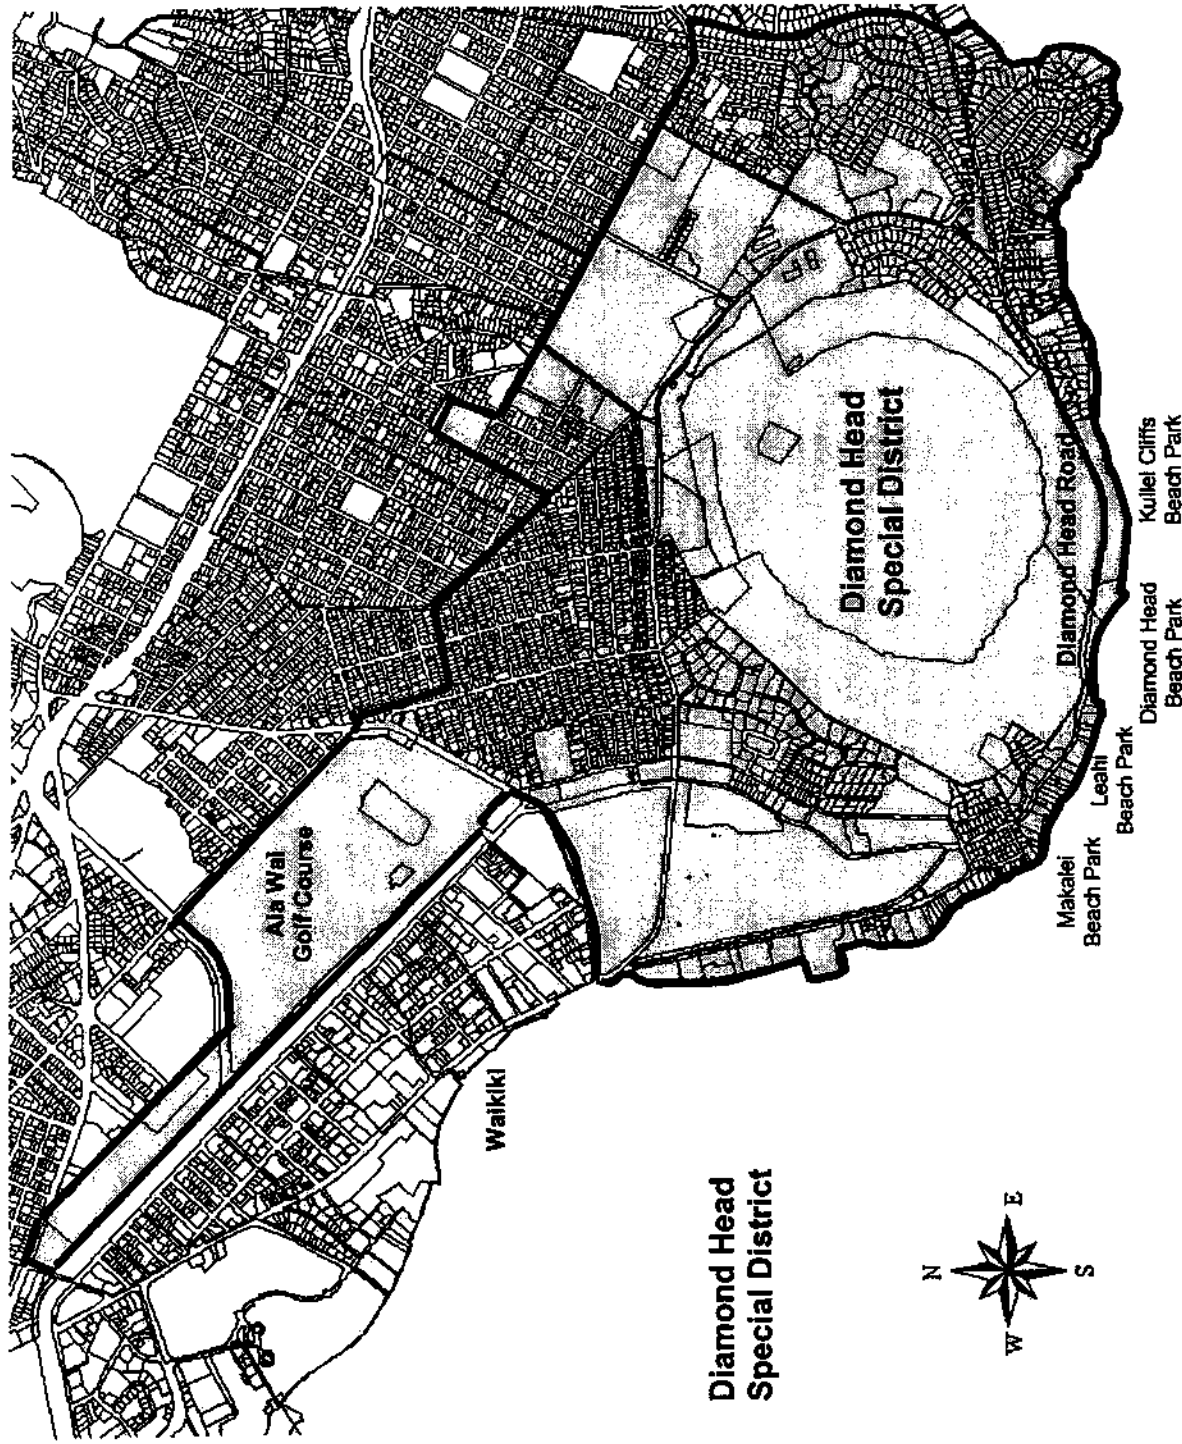 Ala Wai
Golf Course
Waikiki
Diamond Head
Special District
Diamond Head Road
Makalei
Beach Park
Leahi
Beach Park
Diamond Head
Beach Park
Kuilei Cliffs
Beach Park
Diamond Head
Special District
N
W
E
S